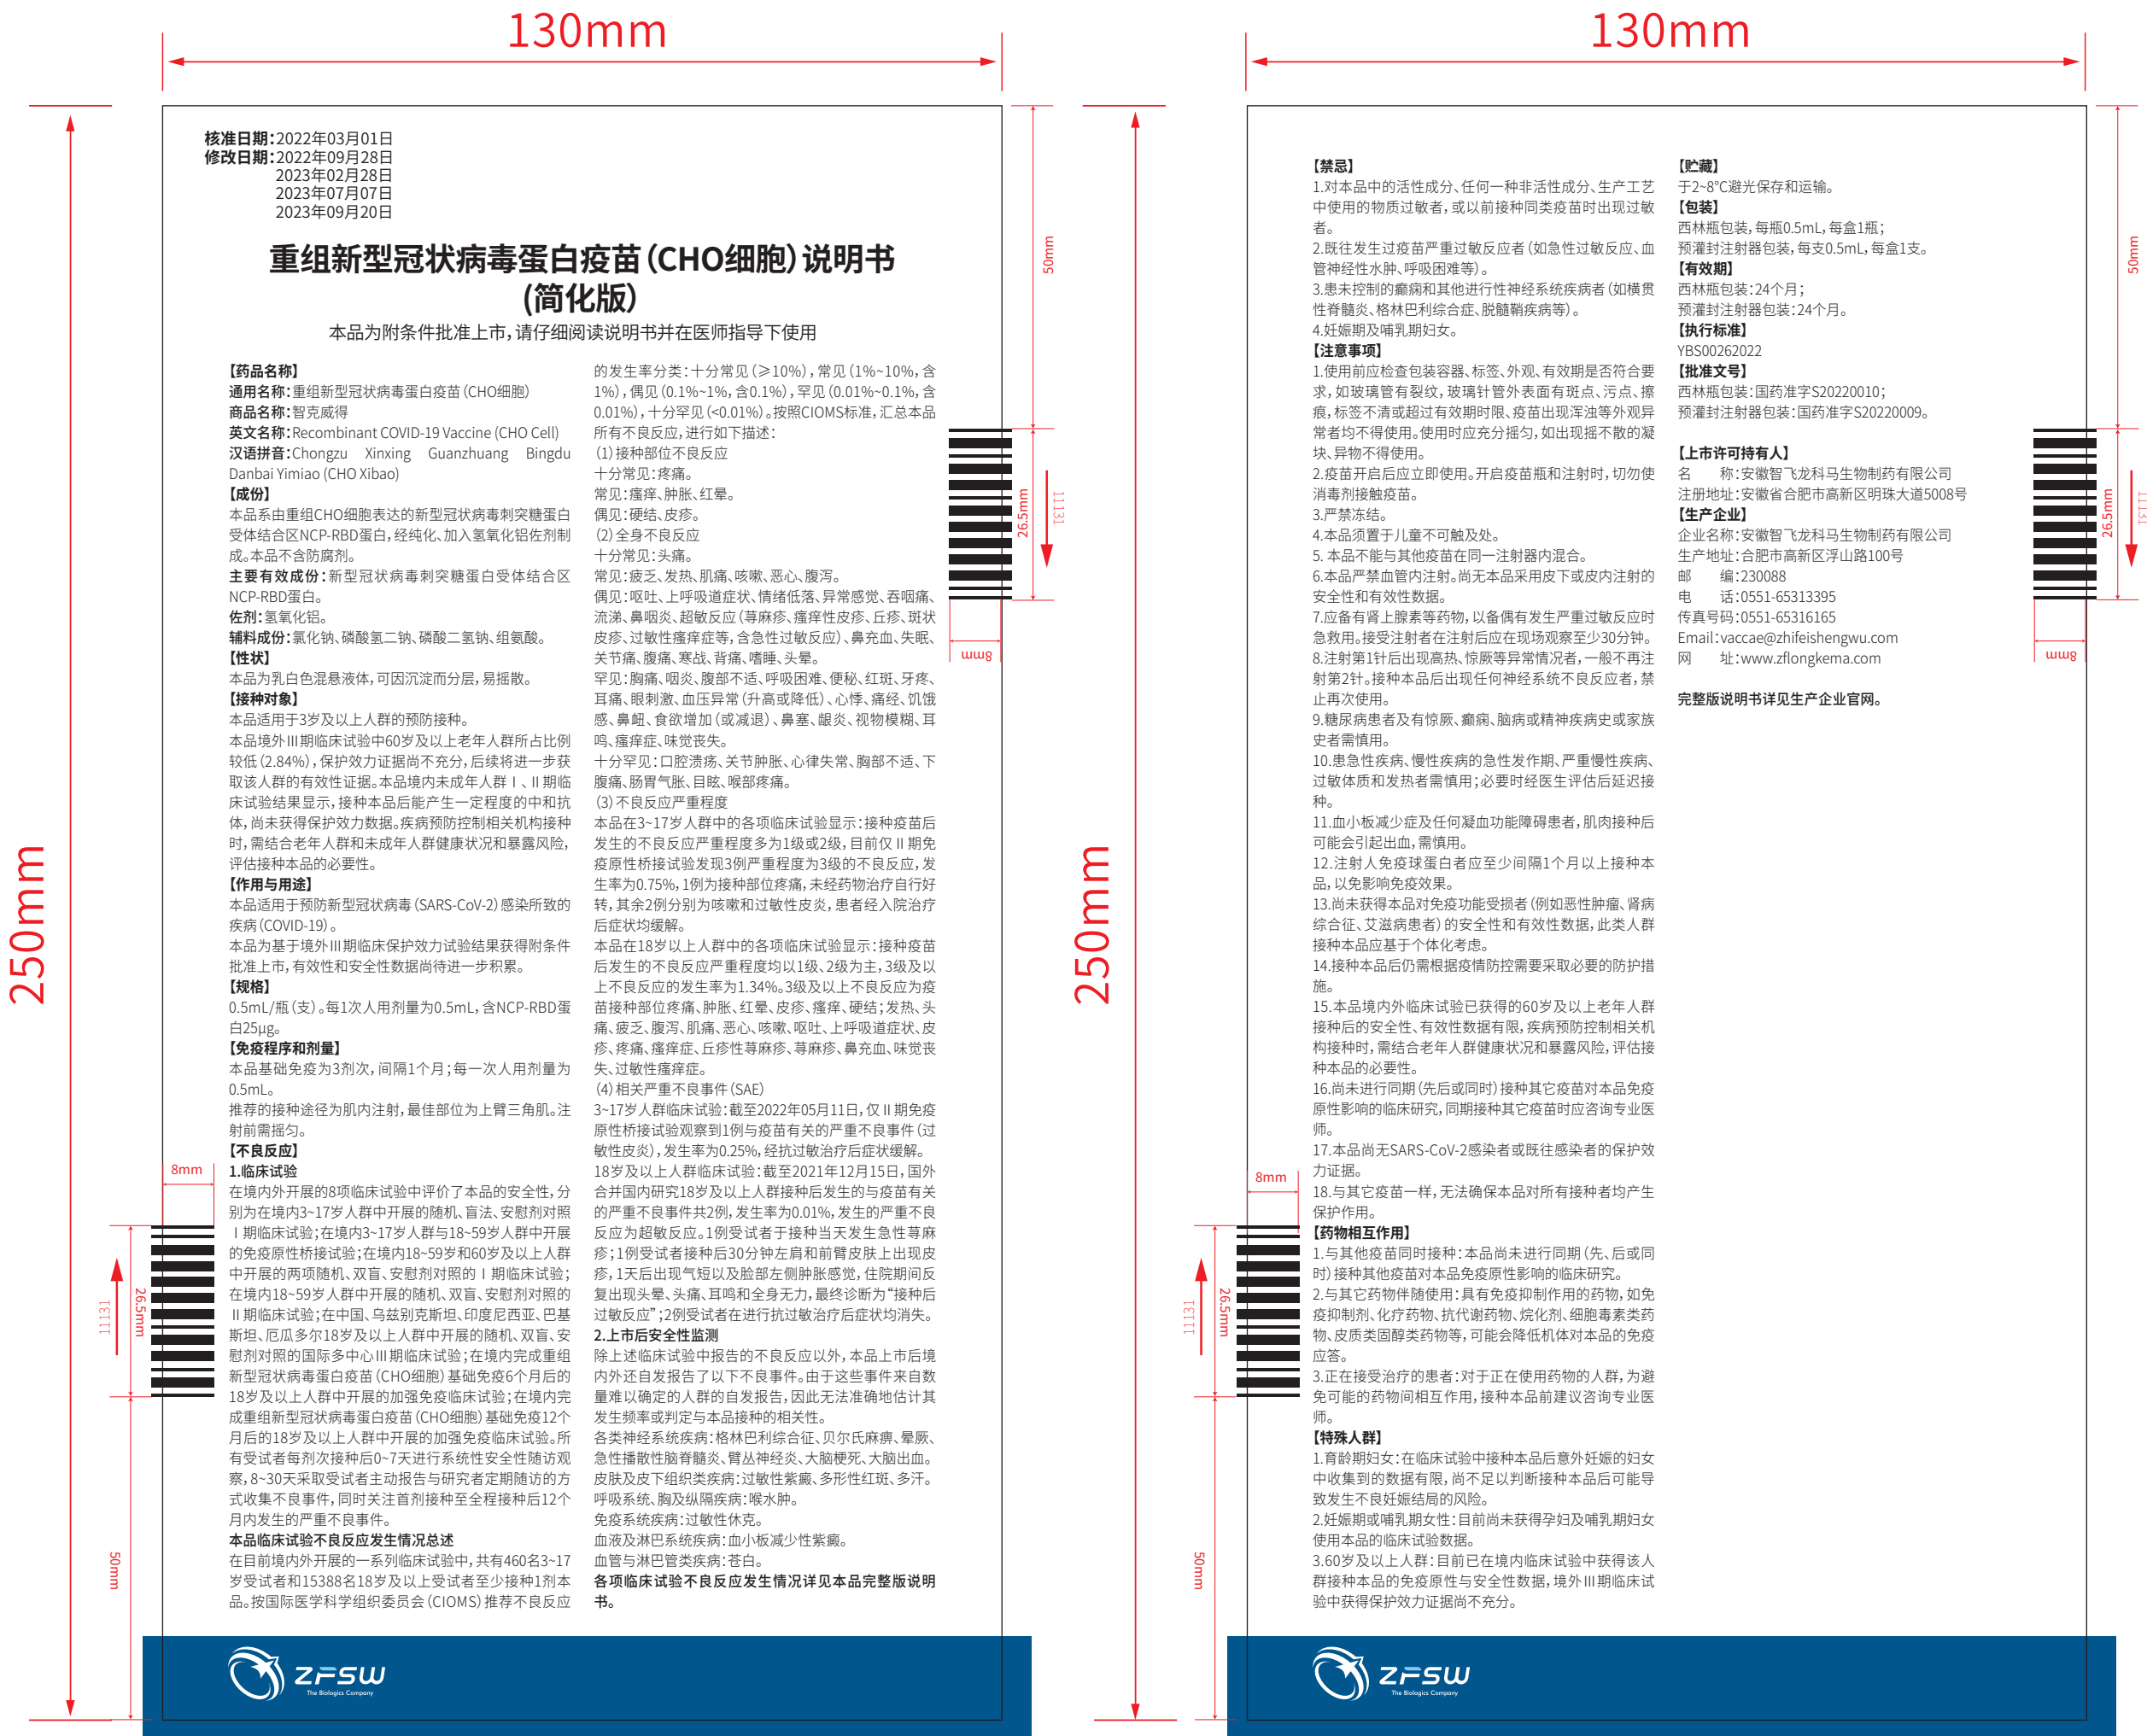 130mm
130mm
250mm
250mm
50mm
26.5mm
11131
8mm
8mm
26.5mm
11131
50mm
核准日期：2022年03月01日
修改日期：2022年09月28日
2023年02月28日
2023年07月07日
2023年09月20日
重组新型冠状病毒蛋白疫苗（CHO细胞）说明书
（简化版）
本品为附条件批准上市，请仔细阅读说明书并在医师指导下使用
【药品名称】
通用名称：重组新型冠状病毒蛋白疫苗（CHO细胞）
商品名称：智克威得
英文名称：Recombinant COVID-19 Vaccine (CHO Cell)
汉语拼音：Chongzu Xinxing Guanzhuang Bingdu
Danbai Yimiao (CHO Xibao)
【成份】
本品系由重组CHO细胞表达的新型冠状病毒刺突糖蛋白
受体结合区NCP-RBD蛋白，经纯化、加入氢氧化铝佐剂制
成。本品不含防腐剂。
主要有效成份：新型冠状病毒刺突糖蛋白受体结合区
NCP-RBD蛋白。
佐剂：氢氧化铝。
辅料成份：氯化钠、磷酸氢二钠、磷酸二氢钠、组氨酸。
【性状】
本品为乳白色混悬液体，可因沉淀而分层，易摇散。
【接种对象】
本品适用于3岁及以上人群的预防接种。
本品境外Ⅲ期临床试验中60岁及以上老年人群所占比例
较低（2.84%），保护效力证据尚不充分，后续将进一步获
取该人群的有效性证据。本品境内未成年人群Ⅰ、Ⅱ期临
床试验结果显示，接种本品后能产生一定程度的中和抗
体，尚未获得保护效力数据。疾病预防控制相关机构接种
时，需结合老年人群和未成年人群健康状况和暴露风险，
评估接种本品的必要性。
【作用与用途】
本品适用于预防新型冠状病毒（SARS-CoV-2）感染所致的
疾病（COVID-19）。
本品为基于境外Ⅲ期临床保护效力试验结果获得附条件
批准上市，有效性和安全性数据尚待进一步积累。
【规格】
0.5mL/瓶（支）。每1次人用剂量为0.5mL，含NCP-RBD蛋
白25μg。
【免疫程序和剂量】
本品基础免疫为3剂次，间隔1个月；每一次人用剂量为
0.5mL。
推荐的接种途径为肌内注射，最佳部位为上臂三角肌。注
射前需摇匀。
【不良反应】
1.临床试验
在境内外开展的8项临床试验中评价了本品的安全性，分
别为在境内3~17岁人群中开展的随机、盲法、安慰剂对照
Ⅰ期临床试验；在境内3~17岁人群与18~59岁人群中开展
的免疫原性桥接试验；在境内18~59岁和60岁及以上人群
中开展的两项随机、双盲、安慰剂对照的Ⅰ期临床试验；
在境内18~59岁人群中开展的随机、双盲、安慰剂对照的
Ⅱ期临床试验；在中国、乌兹别克斯坦、印度尼西亚、巴基
斯坦、厄瓜多尔18岁及以上人群中开展的随机、双盲、安
慰剂对照的国际多中心Ⅲ期临床试验；在境内完成重组
新型冠状病毒蛋白疫苗（CHO细胞）基础免疫6个月后的
18岁及以上人群中开展的加强免疫临床试验；在境内完
成重组新型冠状病毒蛋白疫苗（CHO细胞）基础免疫12个
月后的18岁及以上人群中开展的加强免疫临床试验。所
有受试者每剂次接种后0~7天进行系统性安全性随访观
察，8~30天采取受试者主动报告与研究者定期随访的方
式收集不良事件，同时关注首剂接种至全程接种后12个
月内发生的严重不良事件。
本品临床试验不良反应发生情况总述
在目前境内外开展的一系列临床试验中，共有460名3~17
岁受试者和15388名18岁及以上受试者至少接种1剂本
品。按国际医学科学组织委员会（CIOMS）推荐不良反应
的发生率分类：十分常见（≥10%），常见（1%~10%，含
1%），偶见（0.1%~1%，含0.1%），罕见（0.01%~0.1%，含
0.01%），十分罕见（<0.01%）。按照CIOMS标准，汇总本品
所有不良反应，进行如下描述：
（1）接种部位不良反应
十分常见：疼痛。
常见：瘙痒、肿胀、红晕。
偶见：硬结、皮疹。
（2）全身不良反应
十分常见：头痛。
常见：疲乏、发热、肌痛、咳嗽、恶心、腹泻。
偶见：呕吐、上呼吸道症状、情绪低落、异常感觉、吞咽痛、
流涕、鼻咽炎、超敏反应（荨麻疹、瘙痒性皮疹、丘疹、斑状
皮疹、过敏性瘙痒症等，含急性过敏反应）、鼻充血、失眠、
关节痛、腹痛、寒战、背痛、嗜睡、头晕。
罕见：胸痛、咽炎、腹部不适、呼吸困难、便秘、红斑、牙疼、
耳痛、眼刺激、血压异常（升高或降低）、心悸、痛经、饥饿
感、鼻衄、食欲增加（或减退）、鼻塞、龈炎、视物模糊、耳
鸣、瘙痒症、味觉丧失。
十分罕见：口腔溃疡、关节肿胀、心律失常、胸部不适、下
腹痛、肠胃气胀、目眩、喉部疼痛。
（3）不良反应严重程度
本品在3~17岁人群中的各项临床试验显示：接种疫苗后
发生的不良反应严重程度多为1级或2级，目前仅Ⅱ期免
疫原性桥接试验发现3例严重程度为3级的不良反应，发
生率为0.75%，1例为接种部位疼痛，未经药物治疗自行好
转，其余2例分别为咳嗽和过敏性皮炎，患者经入院治疗
后症状均缓解。
本品在18岁以上人群中的各项临床试验显示：接种疫苗
后发生的不良反应严重程度均以1级、2级为主，3级及以
上不良反应的发生率为1.34%。3级及以上不良反应为疫
苗接种部位疼痛、肿胀、红晕、皮疹、瘙痒、硬结；发热、头
痛、疲乏、腹泻、肌痛、恶心、咳嗽、呕吐、上呼吸道症状、皮
疹、疼痛、瘙痒症、丘疹性荨麻疹、荨麻疹、鼻充血、味觉丧
失、过敏性瘙痒症。
（4）相关严重不良事件（SAE）
3~17岁人群临床试验：截至2022年05月11日，仅Ⅱ期免疫
原性桥接试验观察到1例与疫苗有关的严重不良事件（过
敏性皮炎），发生率为0.25%，经抗过敏治疗后症状缓解。
18岁及以上人群临床试验：截至2021年12月15日，国外
合并国内研究18岁及以上人群接种后发生的与疫苗有关
的严重不良事件共2例，发生率为0.01%，发生的严重不良
反应为超敏反应。1例受试者于接种当天发生急性荨麻
疹；1例受试者接种后30分钟左肩和前臂皮肤上出现皮
疹，1天后出现气短以及脸部左侧肿胀感觉，住院期间反
复出现头晕、头痛、耳鸣和全身无力，最终诊断为“接种后
过敏反应”；2例受试者在进行抗过敏治疗后症状均消失。
2.上市后安全性监测
除上述临床试验中报告的不良反应以外，本品上市后境
内外还自发报告了以下不良事件。由于这些事件来自数
量难以确定的人群的自发报告，因此无法准确地估计其
发生频率或判定与本品接种的相关性。
各类神经系统疾病：格林巴利综合征、贝尔氏麻痹、晕厥、
急性播散性脑脊髓炎、臂丛神经炎、大脑梗死、大脑出血。
皮肤及皮下组织类疾病：过敏性紫癜、多形性红斑、多汗。
呼吸系统、胸及纵隔疾病：喉水肿。
免疫系统疾病：过敏性休克。
血液及淋巴系统疾病：血小板减少性紫癜。
血管与淋巴管类疾病：苍白。
各项临床试验不良反应发生情况详见本品完整版说明
书。
ZFSW
The Biologics Company
50mm
26.5mm
11131
8mm
8mm
26.5mm
11131
50mm
【禁忌】
1.对本品中的活性成分、任何一种非活性成分、生产工艺
中使用的物质过敏者，或以前接种同类疫苗时出现过敏
者。
2.既往发生过疫苗严重过敏反应者（如急性过敏反应、血
管神经性水肿、呼吸困难等）。
3.患未控制的癫痫和其他进行性神经系统疾病者（如横贯
性脊髓炎、格林巴利综合症、脱髓鞘疾病等）。
4.妊娠期及哺乳期妇女。
【注意事项】
1.使用前应检查包装容器、标签、外观、有效期是否符合要
求，如玻璃管有裂纹，玻璃针管外表面有斑点、污点、擦
痕，标签不清或超过有效期时限、疫苗出现浑浊等外观异
常者均不得使用。使用时应充分摇匀，如出现摇不散的凝
块、异物不得使用。
2.疫苗开启后应立即使用。开启疫苗瓶和注射时，切勿使
消毒剂接触疫苗。
3.严禁冻结。
4.本品须置于儿童不可触及处。
5. 本品不能与其他疫苗在同一注射器内混合。
6.本品严禁血管内注射。尚无本品采用皮下或皮内注射的
安全性和有效性数据。
7.应备有肾上腺素等药物，以备偶有发生严重过敏反应时
急救用。接受注射者在注射后应在现场观察至少30分钟。
8.注射第1针后出现高热、惊厥等异常情况者，一般不再注
射第2针。接种本品后出现任何神经系统不良反应者，禁
止再次使用。
9.糖尿病患者及有惊厥、癫痫、脑病或精神疾病史或家族
史者需慎用。
10.患急性疾病、慢性疾病的急性发作期、严重慢性疾病、
过敏体质和发热者需慎用；必要时经医生评估后延迟接
种。
11.血小板减少症及任何凝血功能障碍患者，肌肉接种后
可能会引起出血，需慎用。
12.注射人免疫球蛋白者应至少间隔1个月以上接种本
品，以免影响免疫效果。
13.尚未获得本品对免疫功能受损者（例如恶性肿瘤、肾病
综合征、艾滋病患者）的安全性和有效性数据，此类人群
接种本品应基于个体化考虑。
14.接种本品后仍需根据疫情防控需要采取必要的防护措
施。
15.本品境内外临床试验已获得的60岁及以上老年人群
接种后的安全性、有效性数据有限，疾病预防控制相关机
构接种时，需结合老年人群健康状况和暴露风险，评估接
种本品的必要性。
16.尚未进行同期（先后或同时）接种其它疫苗对本品免疫
原性影响的临床研究，同期接种其它疫苗时应咨询专业医
师。
17.本品尚无SARS-CoV-2感染者或既往感染者的保护效
力证据。
18.与其它疫苗一样，无法确保本品对所有接种者均产生
保护作用。
【药物相互作用】
1.与其他疫苗同时接种：本品尚未进行同期（先、后或同
时）接种其他疫苗对本品免疫原性影响的临床研究。
2.与其它药物伴随使用：具有免疫抑制作用的药物，如免
疫抑制剂、化疗药物、抗代谢药物、烷化剂、细胞毒素类药
物、皮质类固醇类药物等，可能会降低机体对本品的免疫
应答。
3.正在接受治疗的患者：对于正在使用药物的人群，为避
免可能的药物间相互作用，接种本品前建议咨询专业医
师。
【特殊人群】
1.育龄期妇女：在临床试验中接种本品后意外妊娠的妇女
中收集到的数据有限，尚不足以判断接种本品后可能导
致发生不良妊娠结局的风险。
2.妊娠期或哺乳期女性：目前尚未获得孕妇及哺乳期妇女
使用本品的临床试验数据。
3.60岁及以上人群：目前已在境内临床试验中获得该人
群接种本品的免疫原性与安全性数据，境外Ⅲ期临床试
验中获得保护效力证据尚不充分。
【贮藏】
于2~8°C避光保存和运输。
【包装】
西林瓶包装，每瓶0.5mL，每盒1瓶；
预灌封注射器包装，每支0.5mL，每盒1支。
【有效期】
西林瓶包装：24个月；
预灌封注射器包装：24个月。
【执行标准】
YBS00262022
【批准文号】
西林瓶包装：国药准字S20220010；
预灌封注射器包装：国药准字S20220009。
【上市许可持有人】
名　　称：安徽智飞龙科马生物制药有限公司
注册地址：安徽省合肥市高新区明珠大道5008号
【生产企业】
企业名称：安徽智飞龙科马生物制药有限公司
生产地址：合肥市高新区浮山路100号
邮　　编：230088
电　　话：0551-65313395
传真号码：0551-65316165
Email：vaccae@zhifeishengwu.com
网　　址：www.zflongkema.com
完整版说明书详见生产企业官网。
ZFSW
The Biologics Company